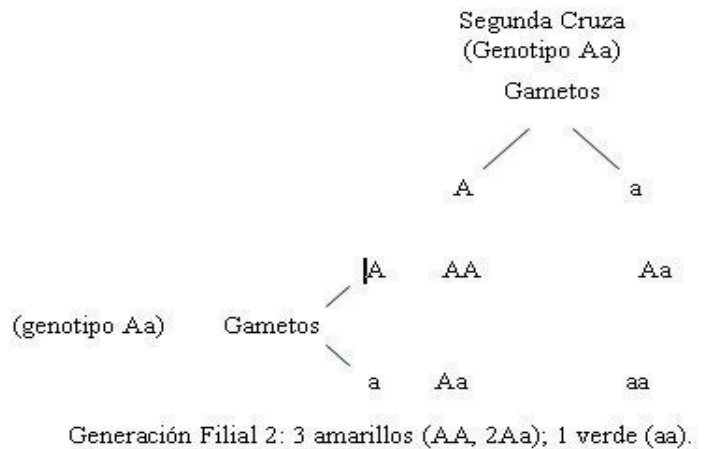 Segunda Cruza
(Genotipo Aa)
Gametos
A a
A AA Aa
(genotipo Aa) Gametos
a Aa aa
Generación Filial 2: 3 amarillos (AA, 2Aa); 1 verde (aa).